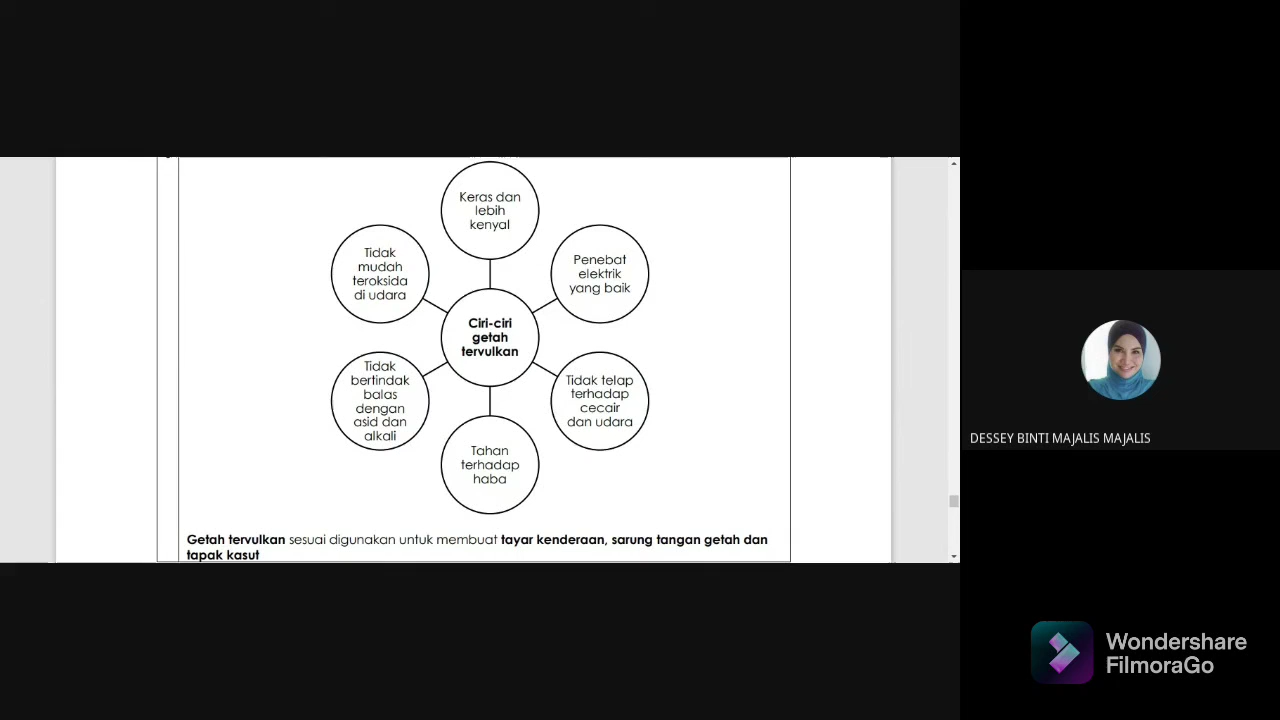 Keras dan
lebih
kenyal
Tidak
mudah
teroksida
di udara
Penebat
elektrik
yang baik
Ciri-ciri
getah
tervulkan
Tidak
bertindak
balas
dengan
asid dan
alkali
Tidak telap
terhadap
cecair
dan udara
Tahan
terhadap
haba
Getah tervulkan sesuai digunakan untuk membuat tayar kenderaan, sarung tangan getah dan
tapak kasut
DESSEY BINTI MAJALIS MAJALIS
Wondershare
FilmoraGo